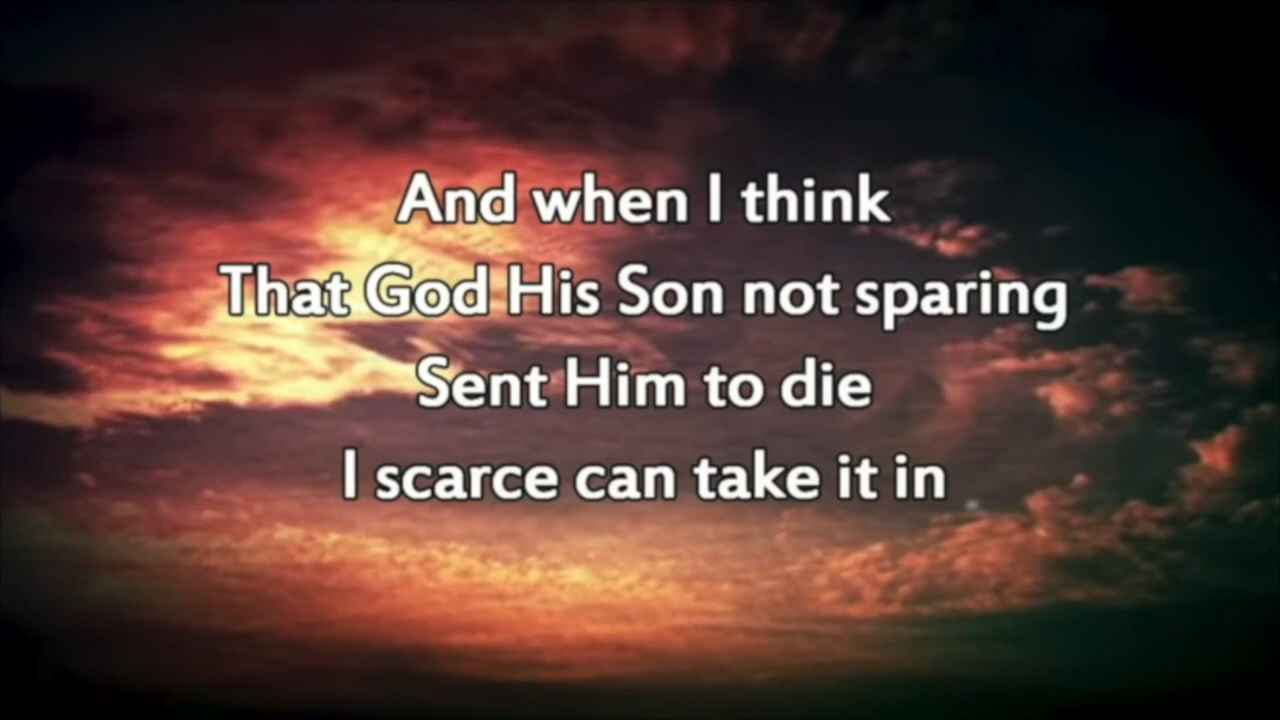 And when I think
That God His Son not sparing
Sent Him to die
I scarce can take it in